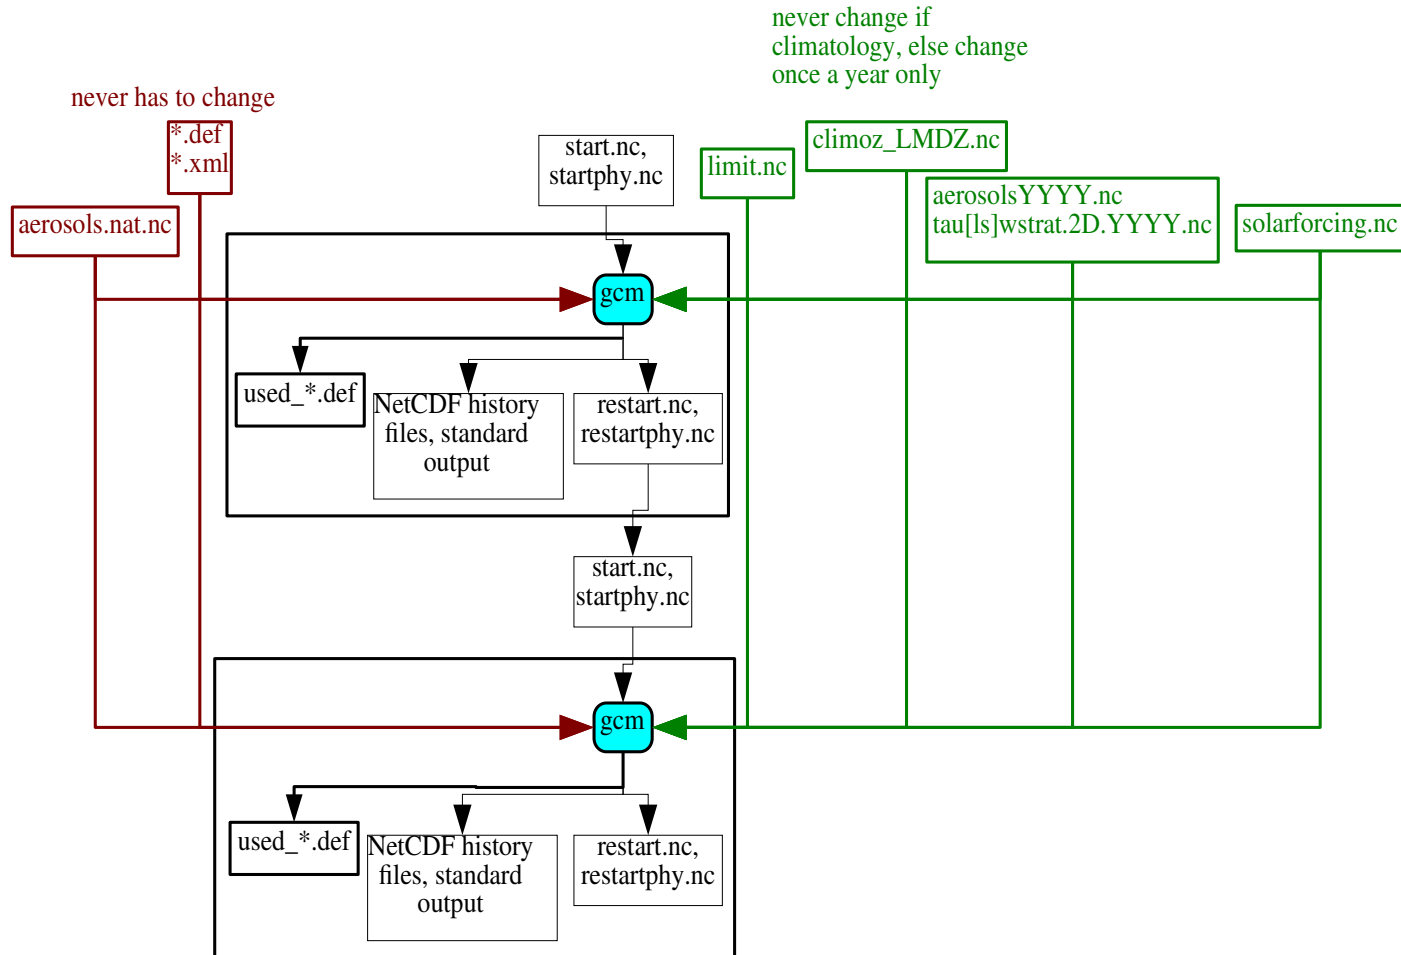 never change if
climatology, else change
once a year only
never has to change
*.def
*.xml
start.nc,
startphy.nc
limit.nc
climoz_LMDZ.nc
aerosolsYYYY.nc
tau[ls]wstrat.2D.YYYY.nc
aerosols.nat.nc
solarforcing.nc
gcm
used_*.def
NetCDF history
files, standard
output
restart.nc,
restartphy.nc
start.nc,
startphy.nc
gcm
used_*.def
NetCDF history
files, standard
output
restart.nc,
restartphy.nc